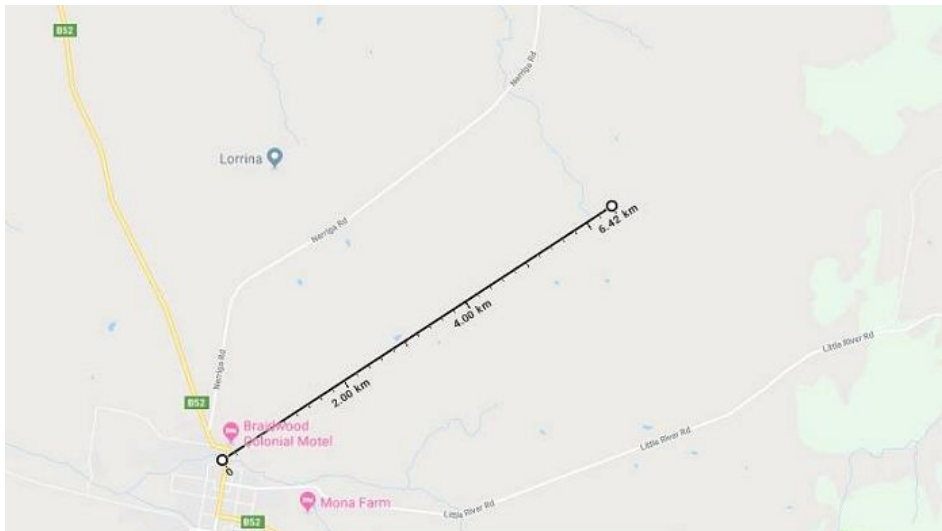 B52
Nerriga Rd
Lorrina
Nerriga Rd
6.42 km
4.00 km
Little River Rd
Nerriga Rd
2.00 km
B52
Braidwood
Colonial Motel
Little River Rd
0
Mona Farm
Little River Rd
B52